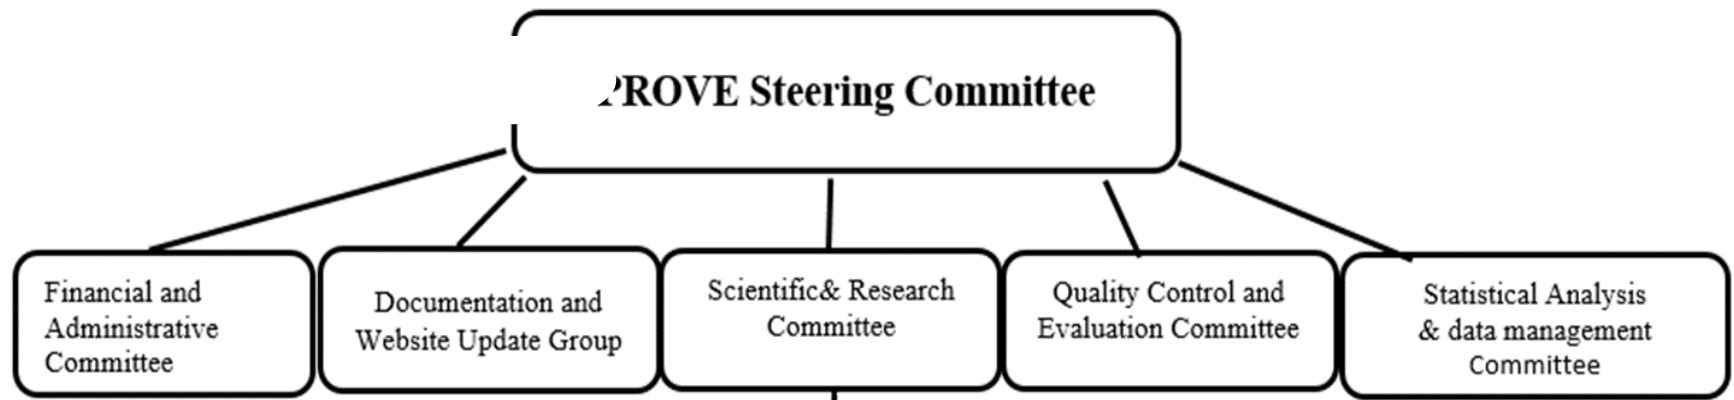 Steering Committee
Financial and
Administrative
Committee
Documentation and
Website Update Group
Scientific& Research
Committee
Quality Control and
Evaluation Committee
Statistical Analysis
& data management
Committee